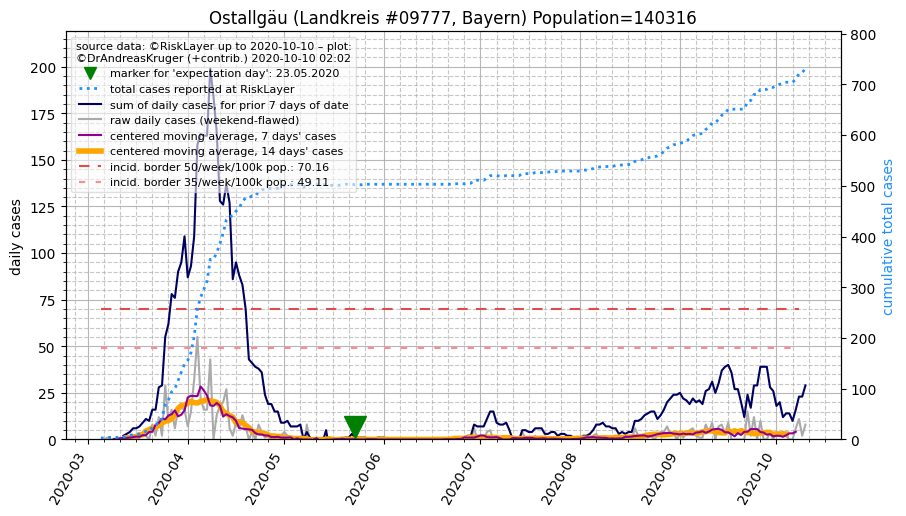 Ostallgäu (Landkreis #09777, Bayern) Population=140316
source data: ©RiskLayer up to 2020-10-10 – plot:
©DrAndreasKruger (+contrib.) 2020-10-10 02:02
marker for 'expectation day': 23.05.2020
total cases reported at RiskLayer
sum of daily cases, for prior 7 days of date
raw daily cases (weekend-flawed)
centered moving average, 7 days' cases
centered moving average, 14 days' cases
incid. border 50/week/100k pop.: 70.16
incid. border 35/week/100k pop.: 49.11
daily cases
200
175
150
125
100
75
50
25
0
cumulative total cases
800
700
600
500
400
300
200
100
0
2020-03
2020-04
2020-05
2020-06
2020-07
2020-08
2020-09
2020-10